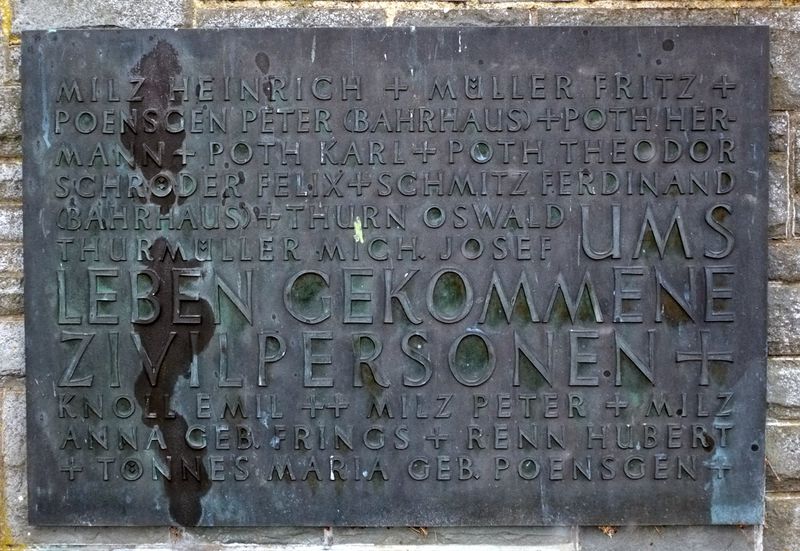 MILZ HEINRICH + MÜLLER FRITZ +
POENSGEN PETER (BAHRHAUS) + POTH HER-
MANN + POTH KARL + POTH THEODOR
SCHRÖDER FELIX + SCHMITZ FERDINAND
(BAHRHAUS) + THURN OSWALD
THURMÜLLER MICH. JOSEF UMS
LEBEN GEKOMMENE
ZIVILPERSONEN +
KNOLL EMIL ++ MILZ PETER + MILZ
ANNA GEB. FRINGS + RENN HUBERT
+ TÖNNES MARIA GEB. POENSGEN +